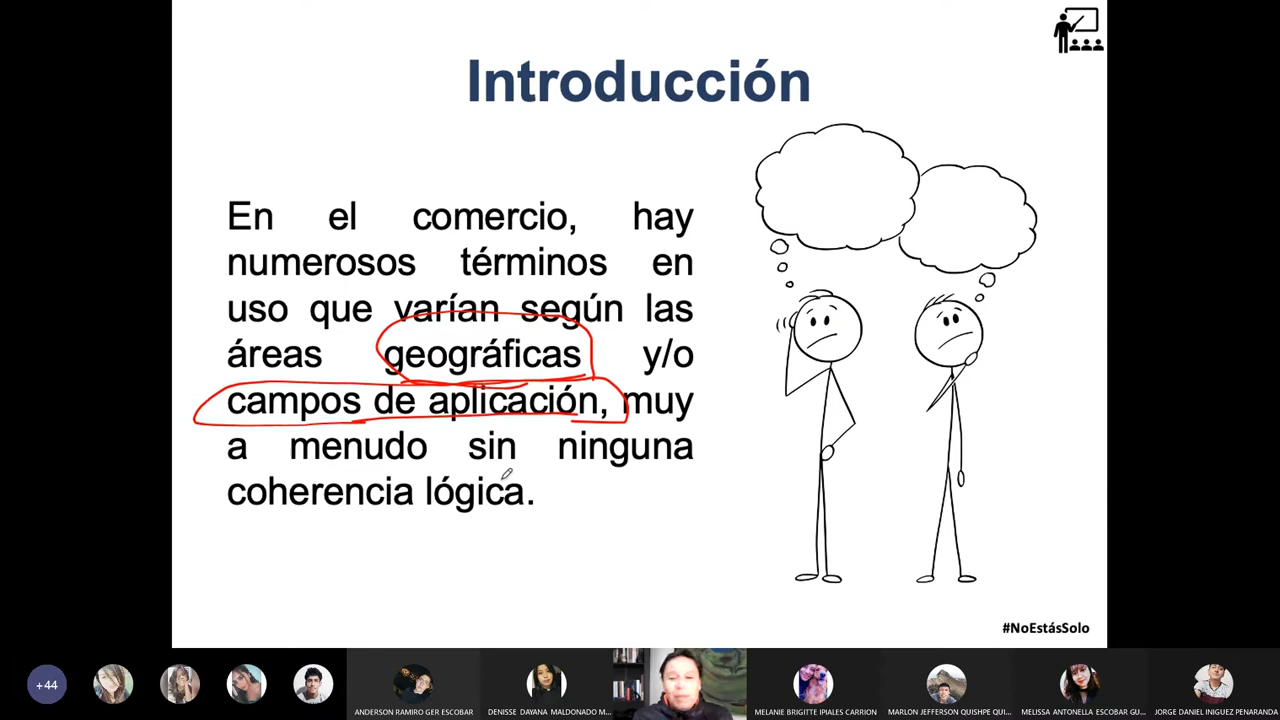 Introducción
En el comercio, hay
numerosos términos en
uso que varían según las
áreas geográficas y/o
campos de aplicación, muy
a menudo sin ninguna
coherencia lógica.
#NoEstásSolo
+44
ANDERSON RAMIRO GER ESCOBAR
DENISSE DAYANA MALDONADO M...
MELANIE BRIGITTE IPIALES CARRION
MARLON JEFFERSON QUISHPE QUI...
MELISSA ANTONELLA ESCOBAR GU...
JORGE DANIEL INIGUEZ PENARANDA